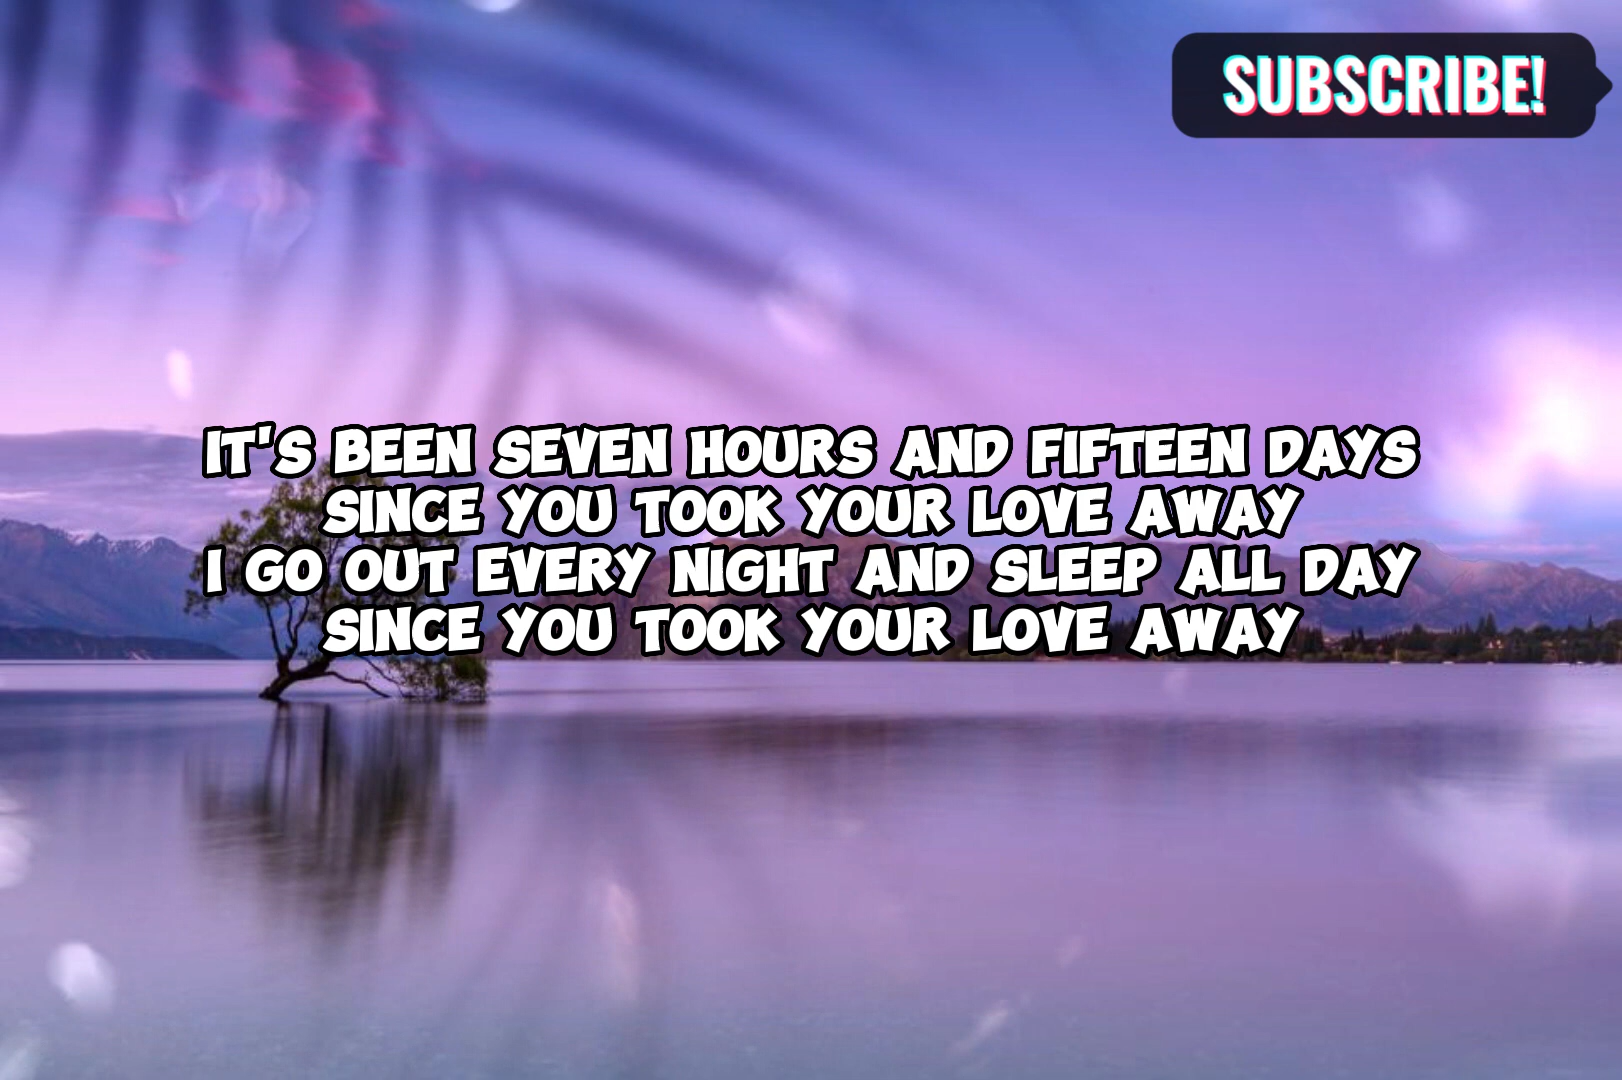 SUBSCRIBE!
IT'S BEEN SEVEN HOURS AND FIFTEEN DAYS
SINCE YOU TOOK YOUR LOVE AWAY
I GO OUT EVERY NIGHT AND SLEEP ALL DAY
SINCE YOU TOOK YOUR LOVE AWAY